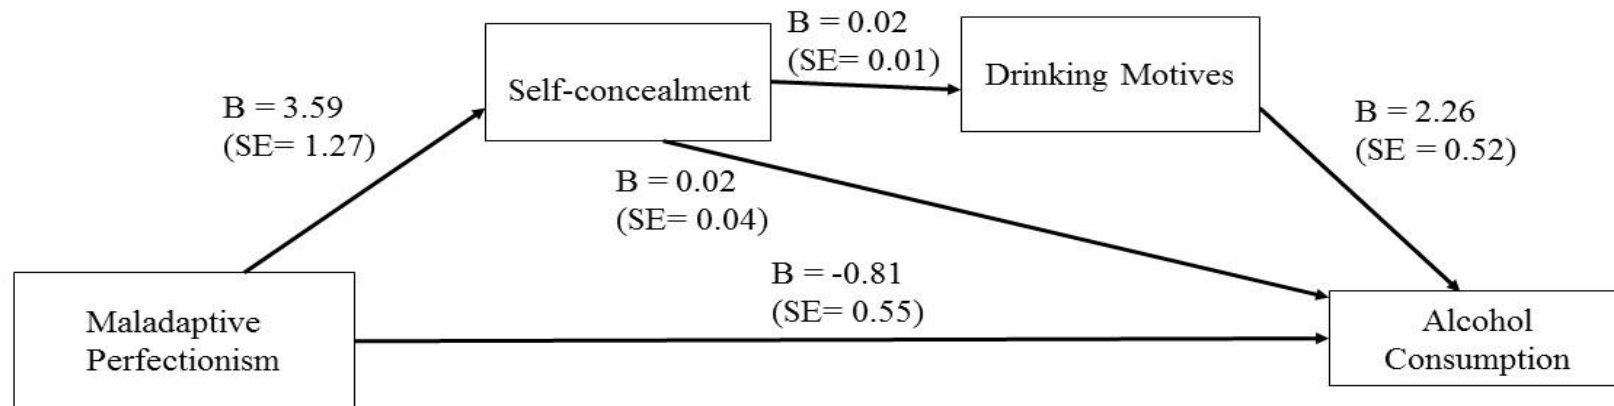 B = 0.02
(SE= 0.01)
Self-concealment
Drinking Motives
B = 3.59
(SE= 1.27)
B = 2.26
(SE = 0.52)
B = 0.02
(SE= 0.04)
B = -0.81
(SE= 0.55)
Maladaptive
Perfectionism
Alcohol
Consumption